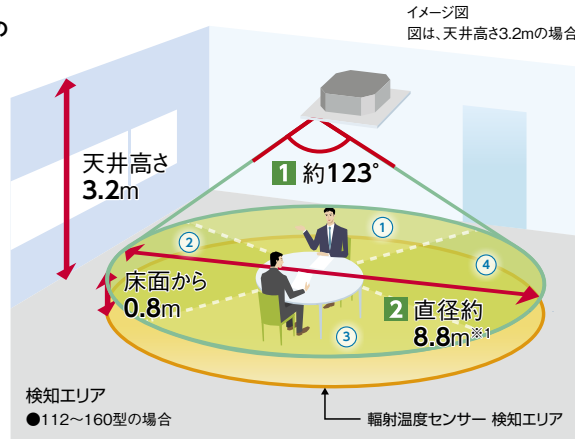 の
イメージ図
図は、天井高さ3.2mの場合
1 約123°
天井高さ
3.2m
①
②
④
床面から
0.8m
2 直径約
8.8m※1
③
検知エリア
●112〜160型の場合
輻射温度センサー 検知エリア